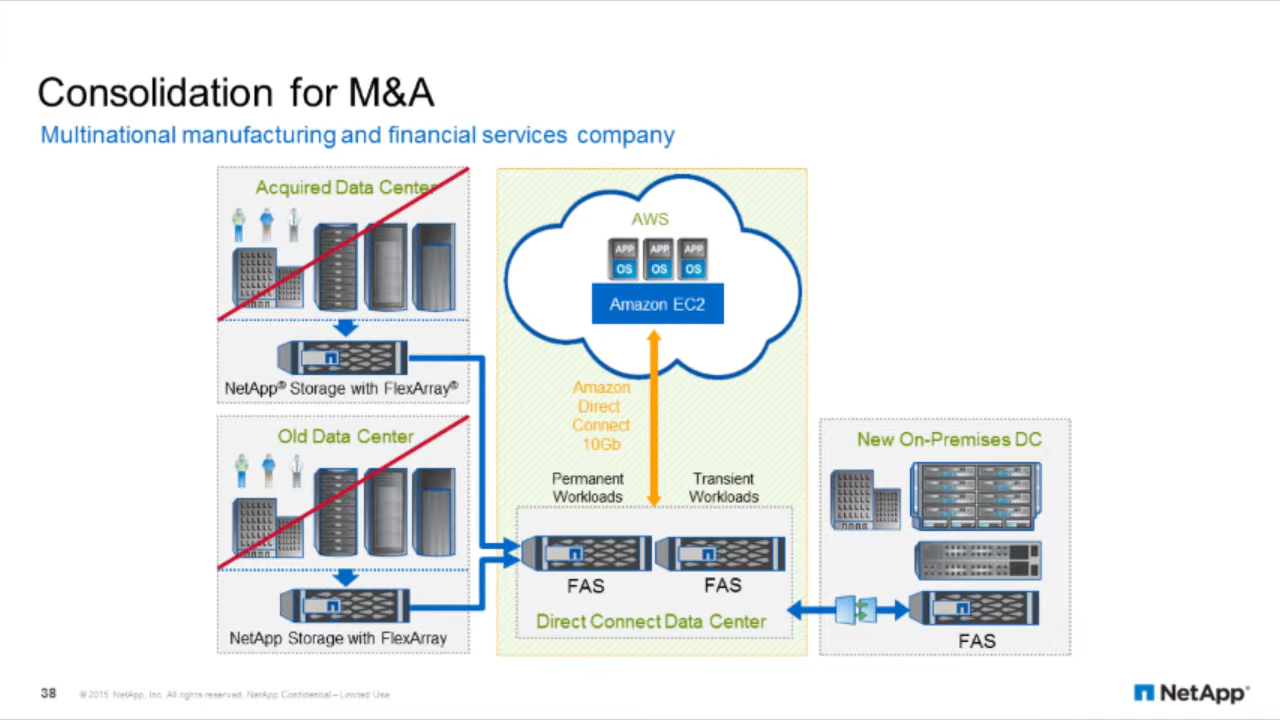 Consolidation for M&A
Multinational manufacturing and financial services company
Acquired Data Center
NetApp® Storage with FlexArray®
Old Data Center
NetApp Storage with FlexArray
AWS
APP APP APP
OS OS OS
Amazon EC2
Amazon
Direct
Connect
10Gb
Permanent
Workloads
Transient
Workloads
FAS
FAS
Direct Connect Data Center
New On-Premises DC
FAS
38
© 2015 NetApp, Inc. All rights reserved. NetApp Confidential – Limited Use
NetApp®